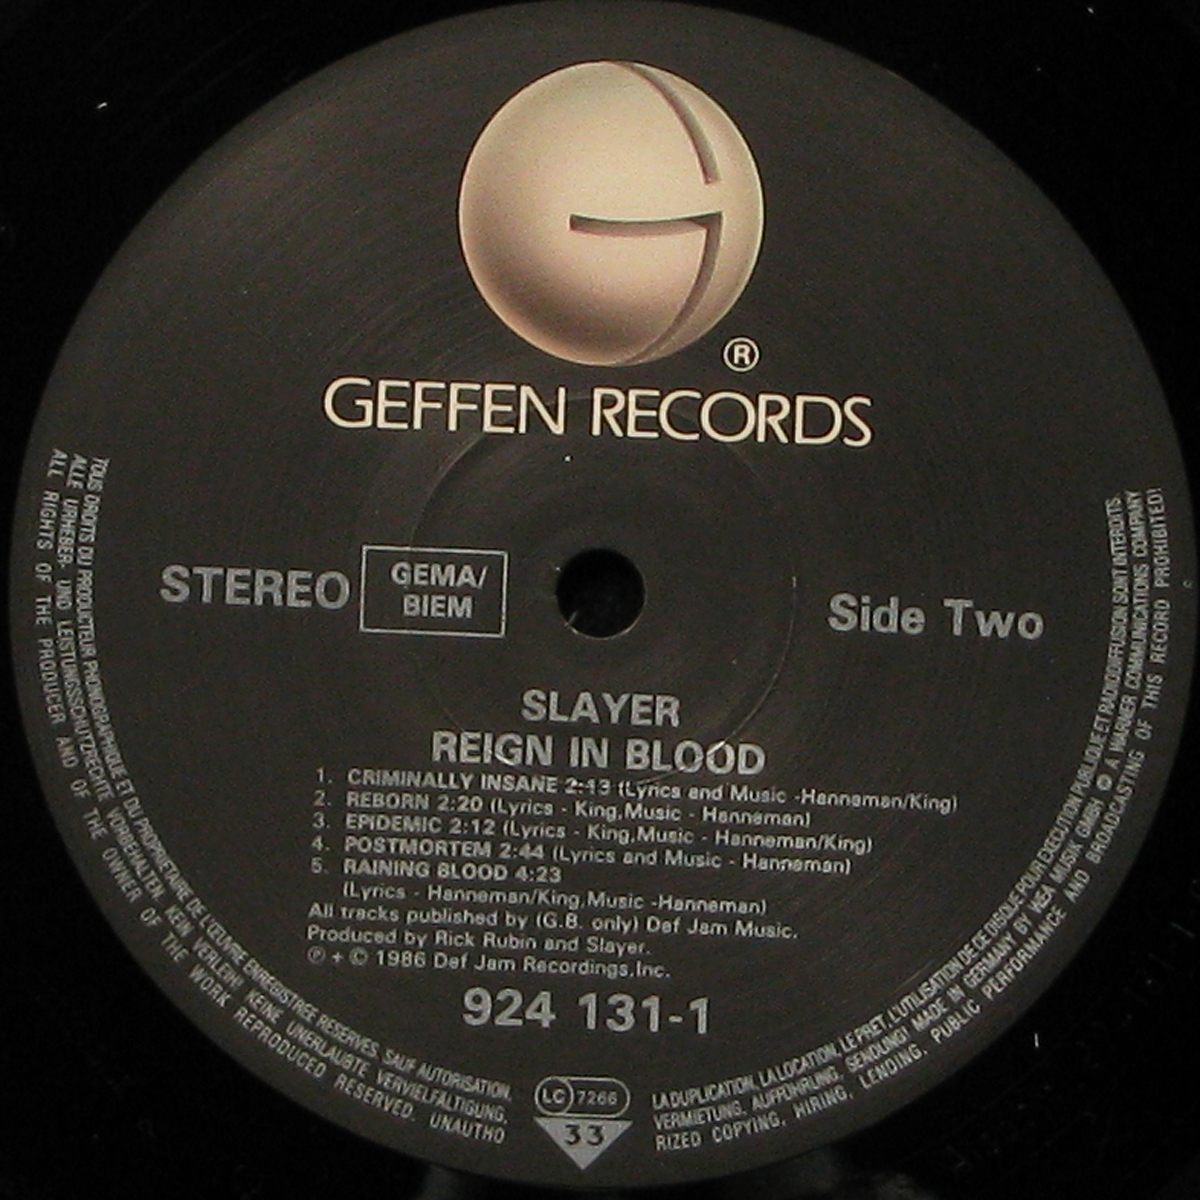 ®
GEFFEN RECORDS
STEREO
GEMA/
BIEM
Side Two
SLAYER
REIGN IN BLOOD
1. CRIMINALLY INSANE 2:13 (Lyrics and Music -Hanneman/King)
2. REBORN 2:20 (Lyrics - King,Music - Hanneman)
3. EPIDEMIC 2:12 (Lyrics - King,Music - Hanneman/King)
4. POSTMORTEM 2:44 (Lyrics and Music - Hanneman)
5. RAINING BLOOD 4:23
(Lyrics - Hanneman/King,Music -Hanneman)
All tracks published by (G.B. only) Def Jam Music.
Produced by Rick Rubin and Slayer.
℗ + © 1986 Def Jam Recordings,Inc.
924 131-1
LC 7266
33
TOUS DROITS DU PRODUCTEUR PHONOGRAPHIQUE ET DU PROPRIETAIRE DE L'ŒUVRE ENREGISTREE RESERVES. SAUF AUTORISATION, LA DUPLICATION, LA LOCATION, LE PRET, L'UTILISATION DE CE DISQUE POUR EXECUTION PUBLIQUE ET RADIODIFFUSION SONT INTERDITS.
ALLE URHEBER- UND LEISTUNGSSCHUTZRECHTE VORBEHALTEN. KEIN VERLEIH! KEINE UNERLAUBTE VERVIELFÄLTIGUNG, VERMIETUNG, AUFFÜHRUNG, SENDUNG! MADE IN GERMANY BY WEA MUSIK GMBH A WARNER COMMUNICATIONS COMPANY
ALL RIGHTS OF THE PRODUCER AND OF THE OWNER OF THE WORK REPRODUCED RESERVED. UNAUTHORIZED COPYING, HIRING, LENDING, PUBLIC PERFORMANCE AND BROADCASTING OF THIS RECORD PROHIBITED!